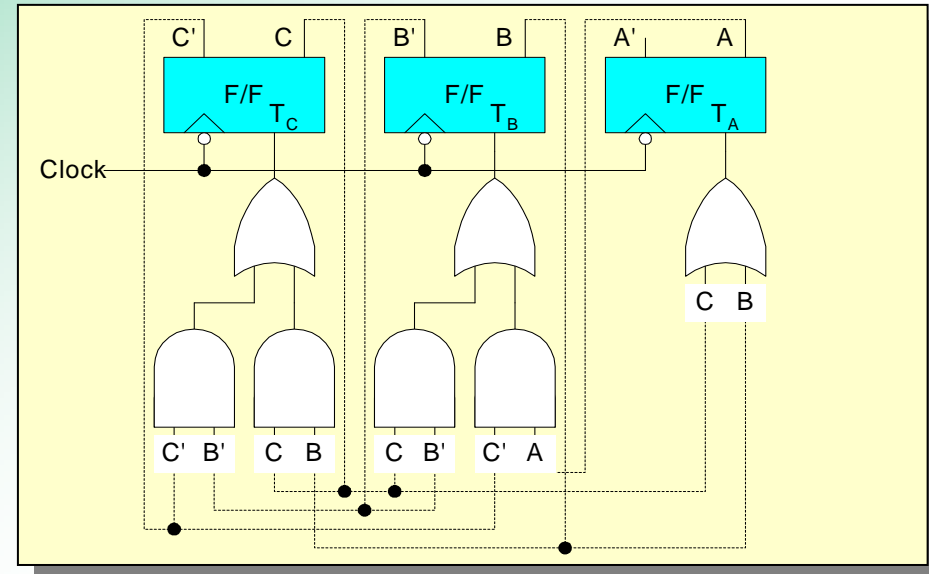 C' C B' B A' A
F/F F/F F/F
T_C T_B T_A
Clock
C B
C' B' C B C B' C' A